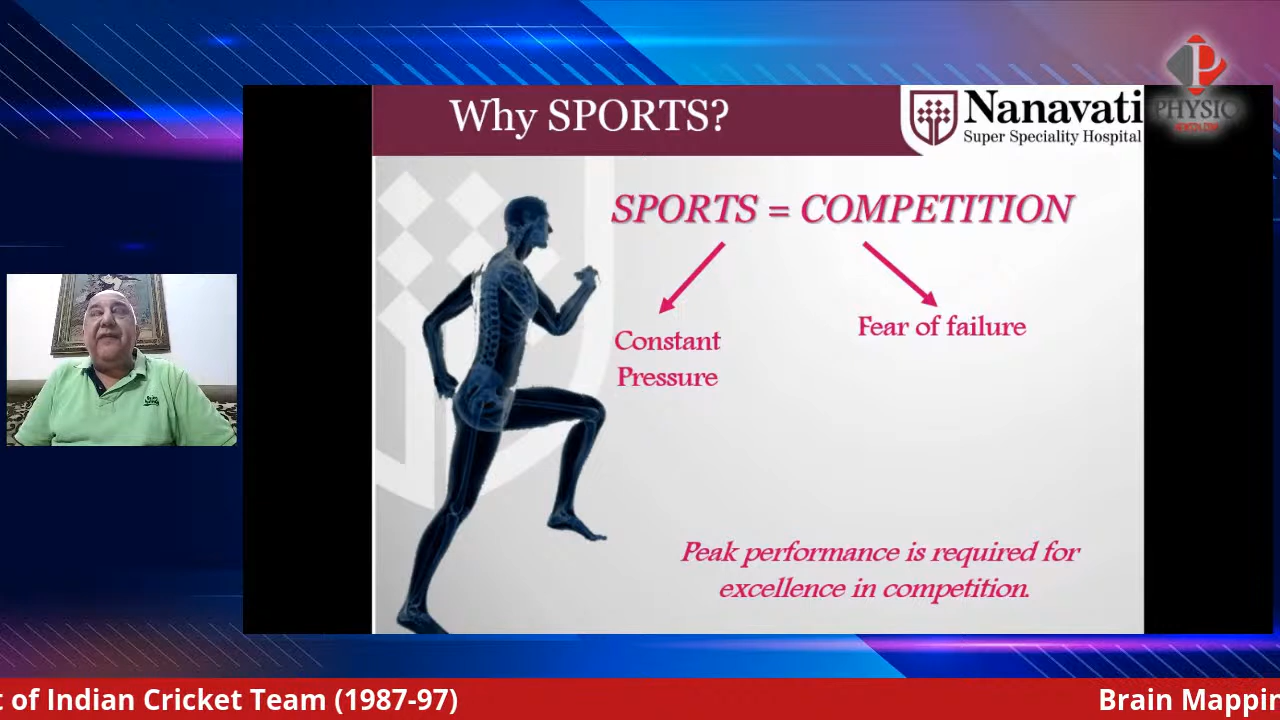 Why SPORTS?
Nanavati
Super Speciality Hospital
PHYSIO
SPORTS = COMPETITION
Constant
Pressure
Fear of failure
Peak performance is required for
excellence in competition.
of Indian Cricket Team (1987-97)
Brain